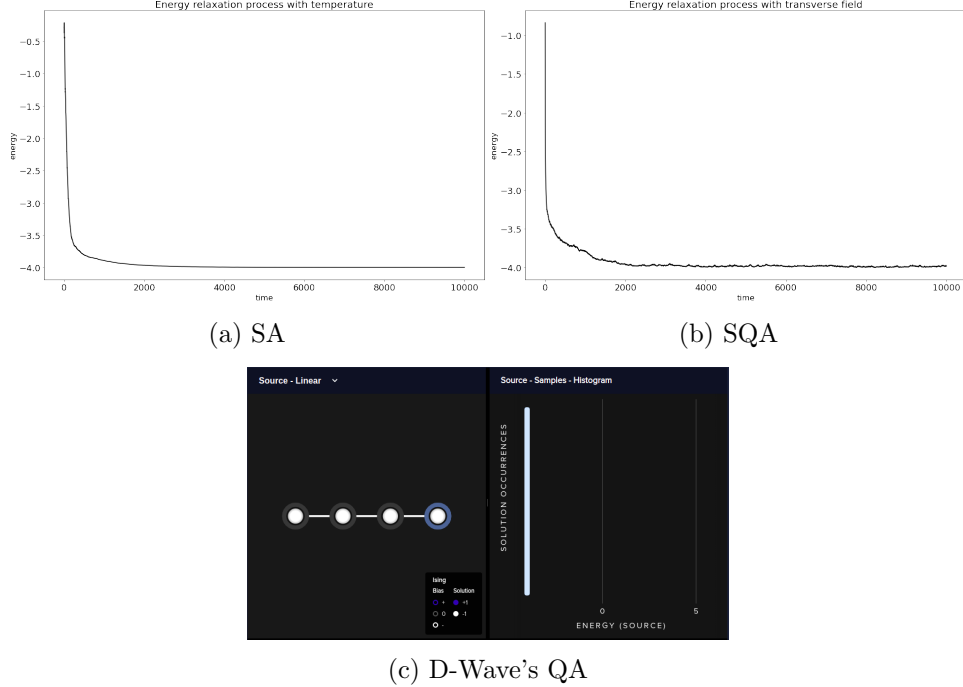 Energy relaxation process with temperature
−0.5
−1.0
−1.5
−2.0
−2.5
−3.0
−3.5
−4.0
energy
0 2000 4000 6000 8000 10000
time
(a) SA
Energy relaxation process with transverse field
−1.0
−1.5
−2.0
−2.5
−3.0
−3.5
−4.0
energy
0 2000 4000 6000 8000 10000
time
(b) SQA
Source - Linear
Ising
Bias Solution
+ +1
0 -1
-
Source - Samples - Histogram
SOLUTION OCCURRENCES
0 5
ENERGY (SOURCE)
(c) D-Wave's QA